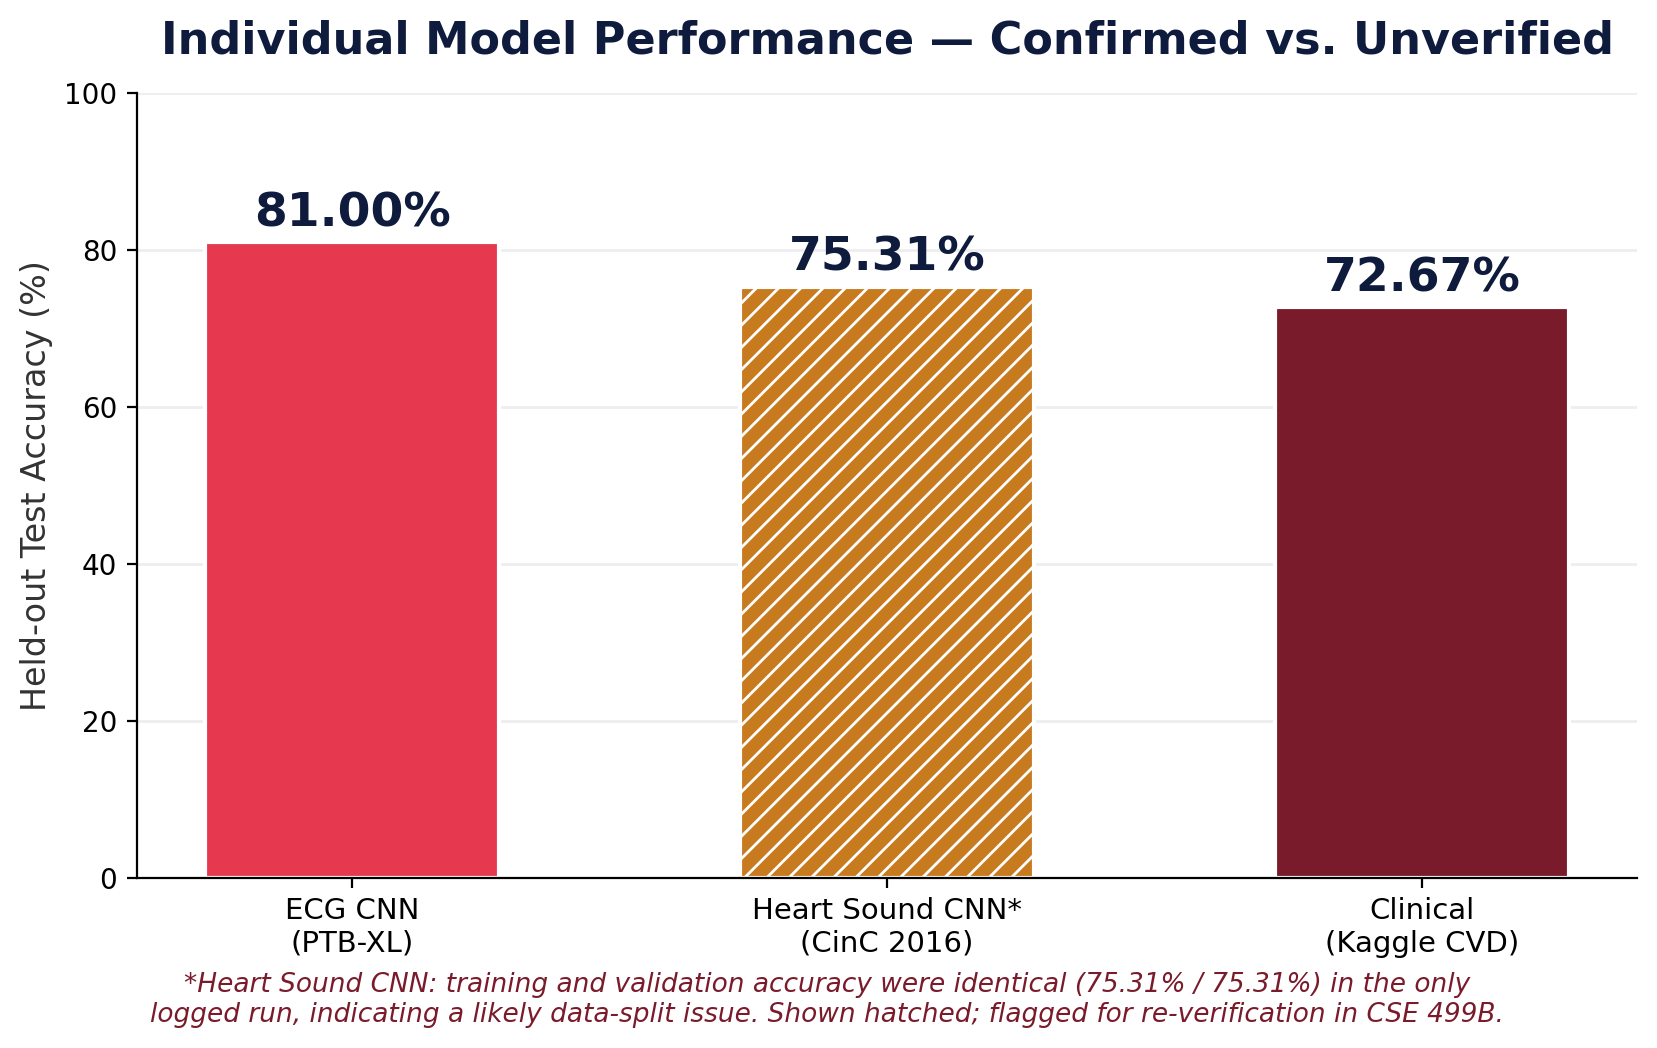 Individual Model Performance — Confirmed vs. Unverified
Held-out Test Accuracy (%)
100
80
60
40
20
0
81.00%
75.31%
72.67%
ECG CNN
(PTB-XL)
Heart Sound CNN*
(CinC 2016)
Clinical
(Kaggle CVD)
*Heart Sound CNN: training and validation accuracy were identical (75.31% / 75.31%) in the only
logged run, indicating a likely data-split issue. Shown hatched; flagged for re-verification in CSE 499B.